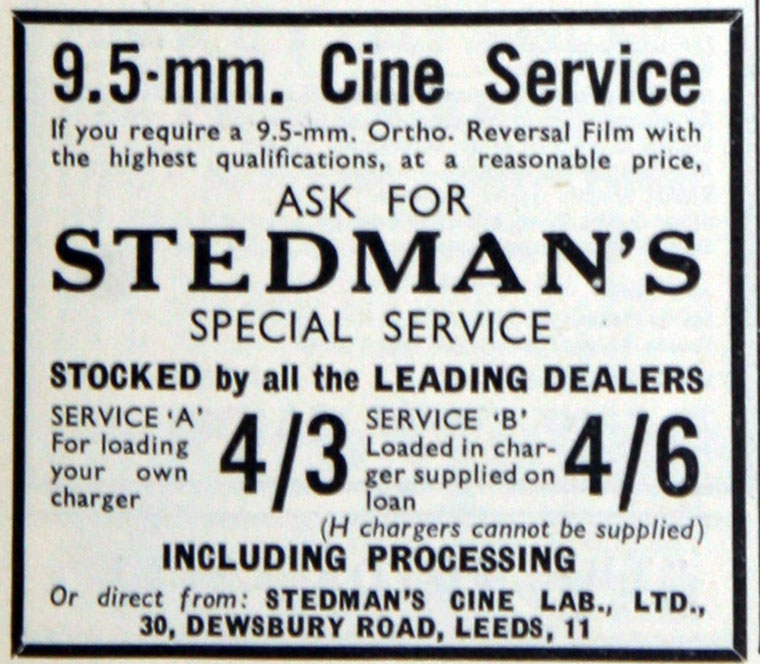 9.5-mm. Cine Service
If you require a 9.5-mm. Ortho. Reversal Film with
the highest qualifications, at a reasonable price,
ASK FOR
STEDMAN'S
SPECIAL SERVICE
STOCKED by all the LEADING DEALERS
SERVICE 'A'
For loading
your own
charger
4/3
SERVICE 'B'
Loaded in char-
ger supplied on
loan
4/6
(H chargers cannot be supplied)
INCLUDING PROCESSING
Or direct from: STEDMAN'S CINE LAB., LTD.,
30, DEWSBURY ROAD, LEEDS, 11